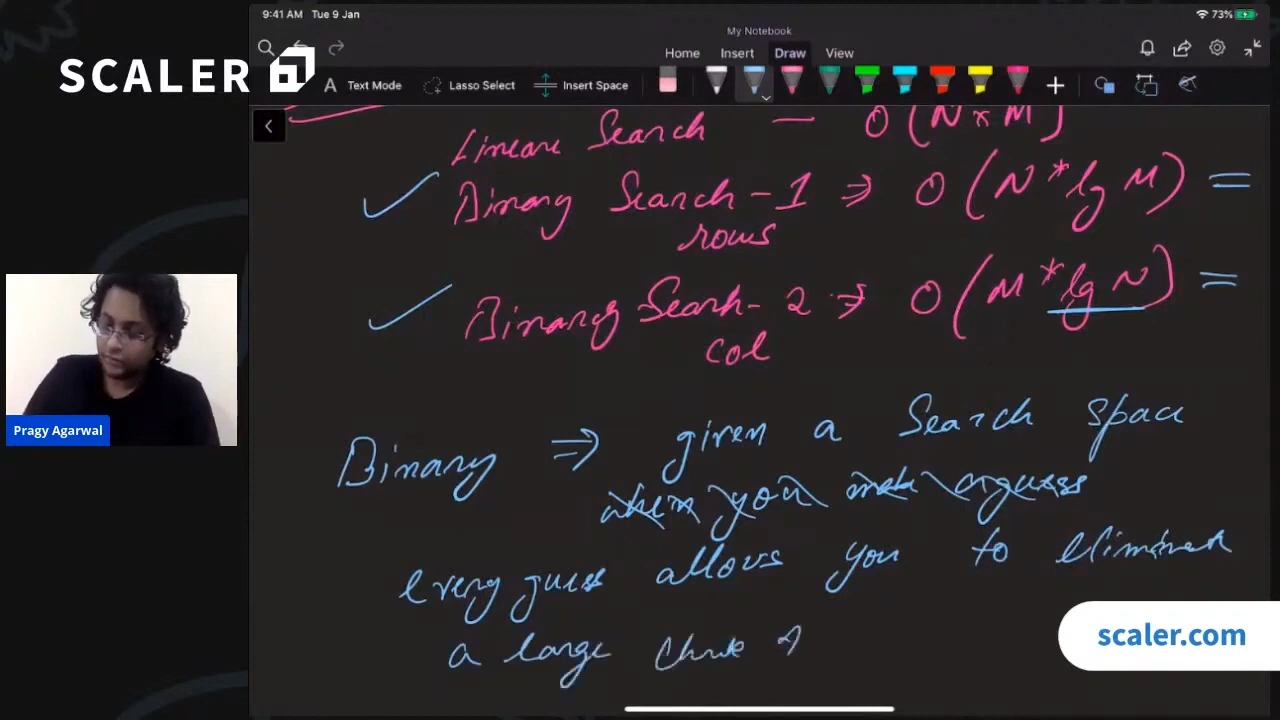 9:41 AM Tue 9 Jan
73%
My Notebook
Home Insert Draw View
SCALER
Text Mode Lasso Select Insert Space
Linear Search — O(N*M)
Binary Search-1 => O(N*lg M) =
rows
Binary Search-2 => O(M*lg N) =
col
Pragy Agarwal
Binary => given a Search space
when you guess
every guess allows you to eliminate
scaler.com
a large chunk of